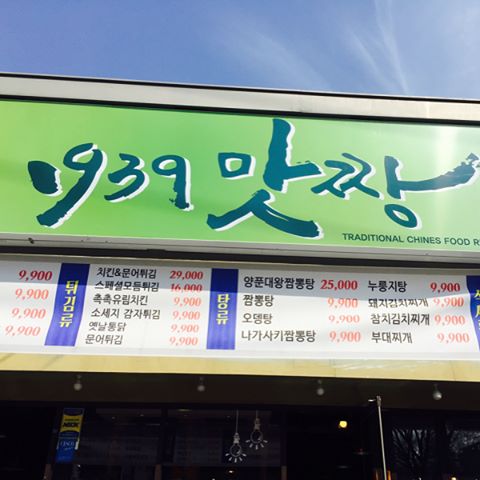 1939 맛짱
TRADITIONAL CHINES FOOD R
9,900
9,900
9,900
9,900
튀김류
치킨&문어튀김 29,000
스페셜모듬튀김 16,000
촉촉유림치킨 9,900
소세지 감자튀김 9,900
옛날통닭 9,900
문어튀김 9,900
탕류
양푼대왕짬뽕탕 25,000
짬뽕탕 9,900
오뎅탕 9,900
나가사키짬뽕탕 9,900
누룽지탕 9,900
돼지김치찌개 9,900
참치김치찌개 9,900
부대찌개 9,900